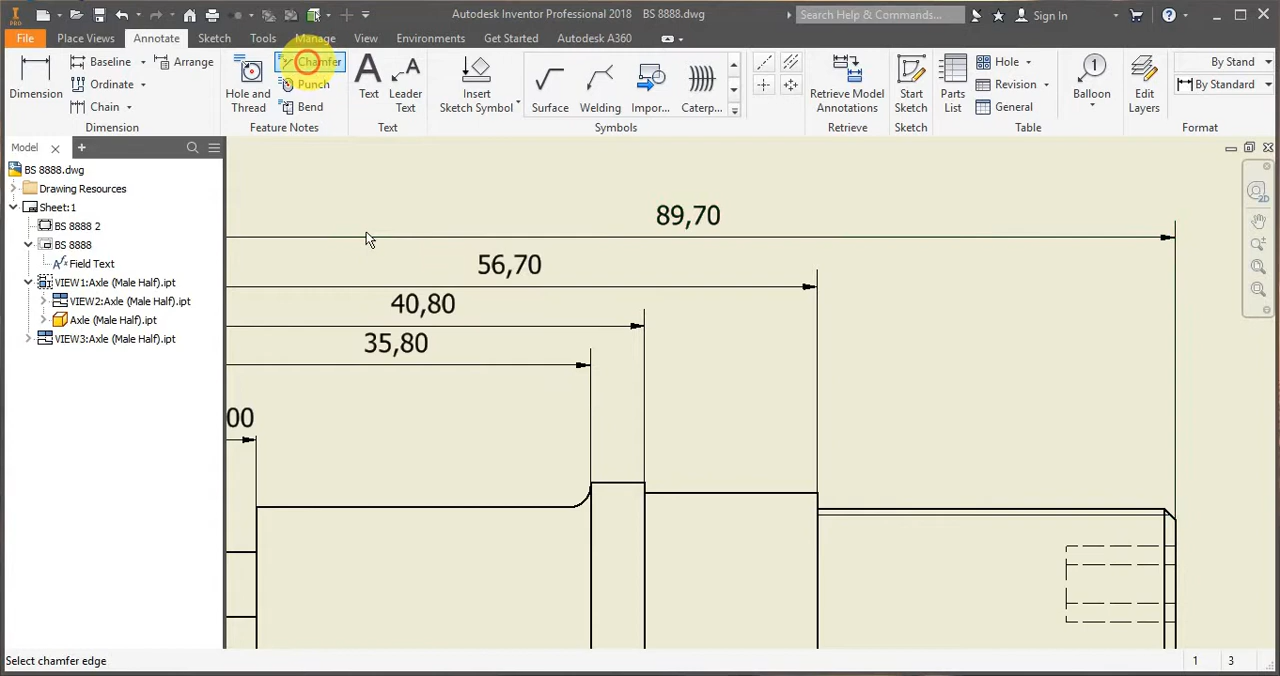 PRO
Autodesk Inventor Professional 2018 BS 8888.dwg
Search Help & Commands...
Sign In
File Place Views Annotate Sketch Tools Manage View Environments Get Started Autodesk A360
Dimension
Baseline
Ordinate
Chain
Arrange
Dimension
Hole and
Thread
Chamfer
Punch
Bend
Feature Notes
Text
Leader
Text
Text
Insert
Sketch Symbol
Surface Welding Impor... Caterp...
Symbols
Retrieve Model
Annotations
Retrieve
Start
Sketch
Sketch
Parts
List
Hole
Revision
General
Table
1
Balloon
Edit
Layers
By Stand
By Standard
Format
Model
BS 8888.dwg
Drawing Resources
Sheet:1
BS 8888 2
BS 8888
Field Text
VIEW1:Axle (Male Half).ipt
VIEW2:Axle (Male Half).ipt
Axle (Male Half).ipt
VIEW3:Axle (Male Half).ipt
89,70
56,70
40,80
35,80
00
2D
Select chamfer edge
1 3